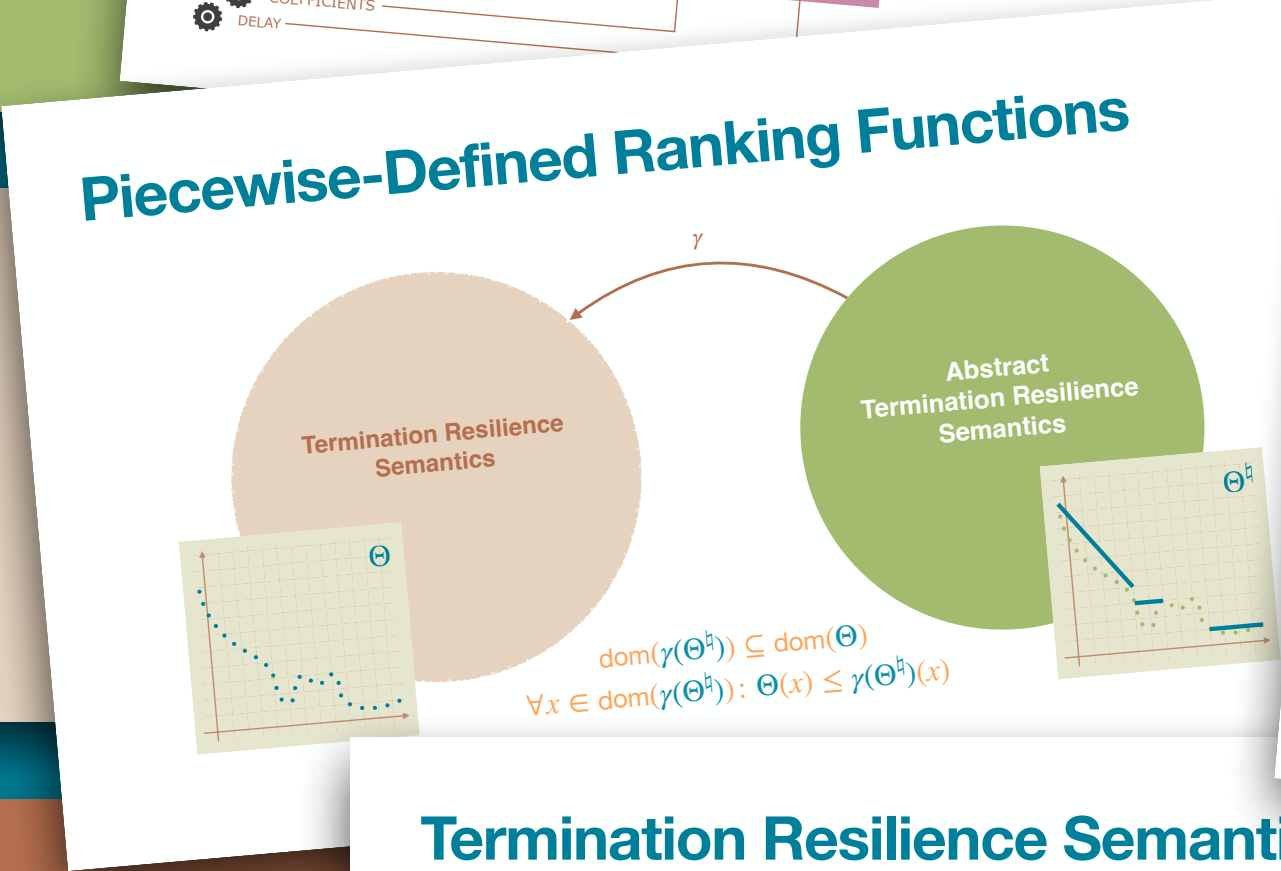 COEFFICIENTS
DELAY
Piecewise-Defined Ranking Functions
γ
Termination Resilience
Semantics
Abstract
Termination Resilience
Semantics
Θ
Θ♮
dom(γ(Θ♮)) ⊆ dom(Θ)
∀x ∈ dom(γ(Θ♮)): Θ(x) ≤ γ(Θ♮)(x)
Termination Resilience Semanti